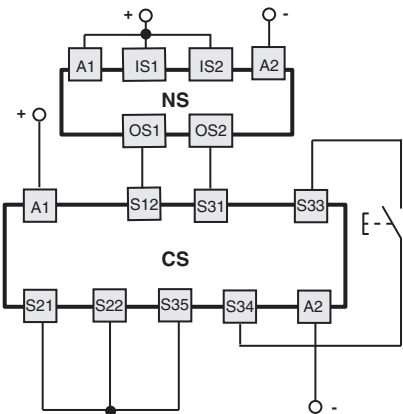 + -
A1 IS1 IS2 A2
NS
OS1 OS2
+
A1 S12 S31 S33
CS
S21 S22 S35 S34 A2
-